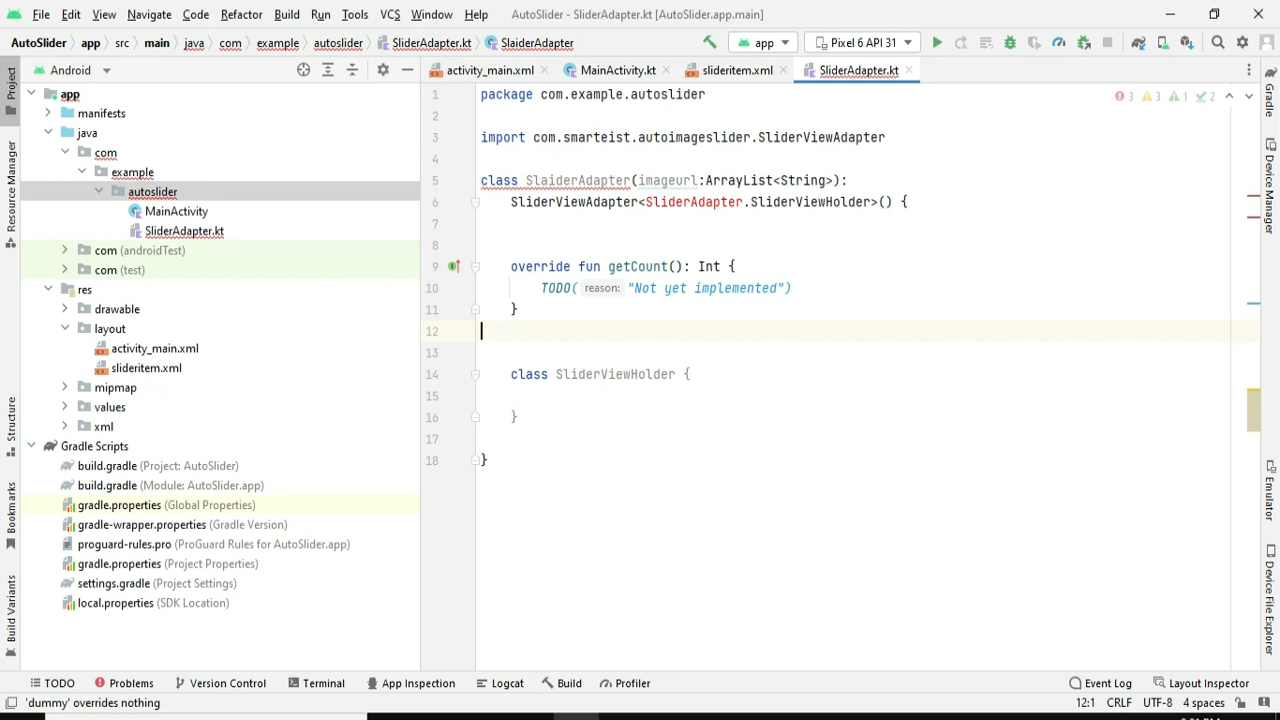 File Edit View Navigate Code Refactor Build Run Tools VCS Window Help AutoSlider - SliderAdapter.kt [AutoSlider.app.main]
AutoSlider app src main java com example autoslider SliderAdapter.kt SlaiderAdapter app Pixel 6 API 31
Project
Android
activity_main.xml MainActivity.kt slideritem.xml SliderAdapter.kt
app
manifests
java
com
example
autoslider
MainActivity
SliderAdapter.kt
com (androidTest)
com (test)
res
drawable
layout
activity_main.xml
slideritem.xml
mipmap
values
xml
Gradle Scripts
build.gradle (Project: AutoSlider)
build.gradle (Module: AutoSlider.app)
gradle.properties (Global Properties)
gradle-wrapper.properties (Gradle Version)
proguard-rules.pro (ProGuard Rules for AutoSlider.app)
gradle.properties (Project Properties)
settings.gradle (Project Settings)
local.properties (SDK Location)
Resource Manager
Structure
Bookmarks
Build Variants
1 package com.example.autoslider
2
3 import com.smarteist.autoimageslider.SliderViewAdapter
4
5 class SlaiderAdapter(imageurl:ArrayList<String>):
6 SliderViewAdapter<SliderAdapter.SliderViewHolder>() {
7
8
9 override fun getCount(): Int {
10 TODO( reason: "Not yet implemented")
11 }
12
13
14 class SliderViewHolder {
15
16 }
17
18 }
3 3 1 2
Gradle
Device Manager
Emulator
Device File Explorer
TODO Problems Version Control Terminal App Inspection Logcat Build Profiler Event Log Layout Inspector
'dummy' overrides nothing 12:1 CRLF UTF-8 4 spaces